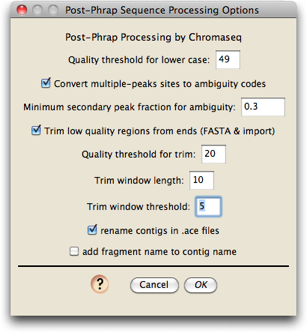 Post-Phrap Sequence Processing Options
Post-Phrap Processing by Chromaseq
Quality threshold for lower case: 49
Convert multiple-peaks sites to ambiguity codes
Minimum secondary peak fraction for ambiguity: 0.3
Trim low quality regions from ends (FASTA & import)
Quality threshold for trim: 20
Trim window length: 10
Trim window threshold: 5
rename contigs in .ace files
add fragment name to contig name
? Cancel OK